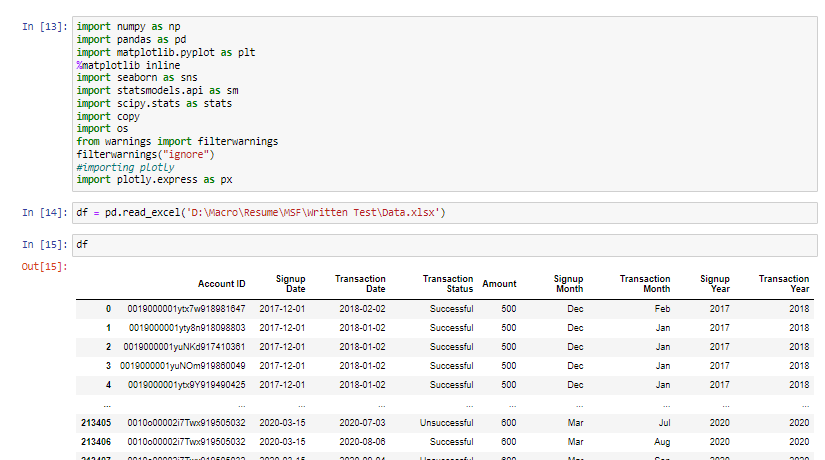 In [13]: import numpy as np
import pandas as pd
import matplotlib.pyplot as plt
%matplotlib inline
import seaborn as sns
import statsmodels.api as sm
import scipy.stats as stats
import copy
import os
from warnings import filterwarnings
filterwarnings("ignore")
#importing plotly
import plotly.express as px
In [14]: df = pd.read_excel('D:\Macro\Resume\MSF\Written Test\Data.xlsx')
In [15]: df
Out[15]:
Account ID Signup Date Transaction Date Transaction Status Amount Signup Month Transaction Month Signup Year Transaction Year
0 0019000001ytx7w918981647 2017-12-01 2018-02-02 Successful 500 Dec Feb 2017 2018
1 0019000001yty8n918098803 2017-12-01 2018-01-02 Successful 500 Dec Jan 2017 2018
2 0019000001yuNKd917410361 2017-12-01 2018-01-02 Successful 500 Dec Jan 2017 2018
3 0019000001yuNOm919860049 2017-12-01 2018-01-02 Successful 500 Dec Jan 2017 2018
4 0019000001ytx9Y919490425 2017-12-01 2018-01-02 Successful 500 Dec Jan 2017 2018
... ... ... ... ... ... ... ... ... ...
213405 0010o00002i7Twx919505032 2020-03-15 2020-07-03 Unsuccessful 600 Mar Jul 2020 2020
213406 0010o00002i7Twx919505032 2020-03-15 2020-08-06 Successful 600 Mar Aug 2020 2020